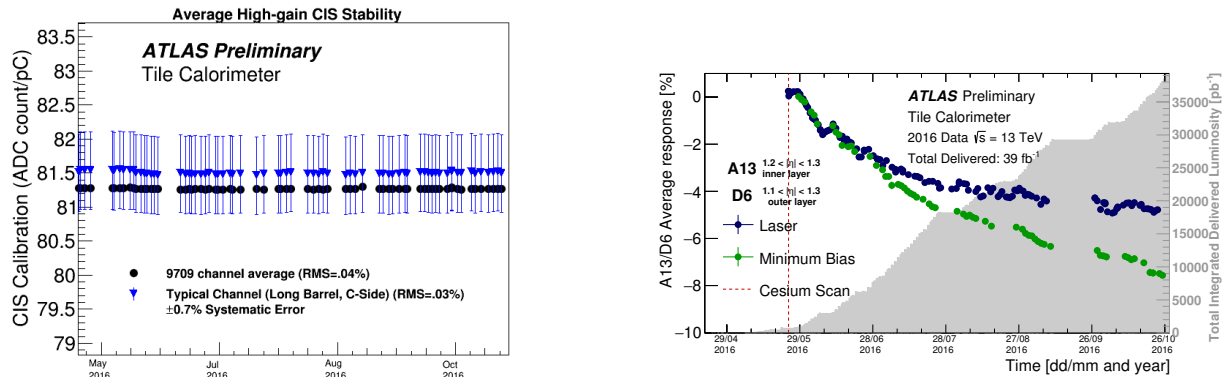 Average High-gain CIS Stability
CIS Calibration (ADC count/pC)
83.5
83
82.5
82
81.5
81
80.5
80
79.5
79
ATLAS Preliminary
Tile Calorimeter
9709 channel average (RMS=.04%)
Typical Channel (Long Barrel, C-Side) (RMS=.03%)
±0.7% Systematic Error
May
2016
Jul
2016
Aug
2016
Oct
2016
A13/D6 Average response [%]
0
−2
−4
−6
−8
−10
ATLAS Preliminary
Tile Calorimeter
2016 Data √s = 13 TeV
Total Delivered: 39 fb⁻¹
A13 1.2 < |η| < 1.3
inner layer
D6 1.1 < |η| < 1.3
outer layer
Laser
Minimum Bias
Cesium Scan
29/04
2016
29/05
2016
28/06
2016
28/07
2016
27/08
2016
26/09
2016
26/10
2016
Time [dd/mm and year]
35000
30000
25000
20000
15000
10000
5000
0
Total Integrated Delivered Luminosity [pb⁻¹]